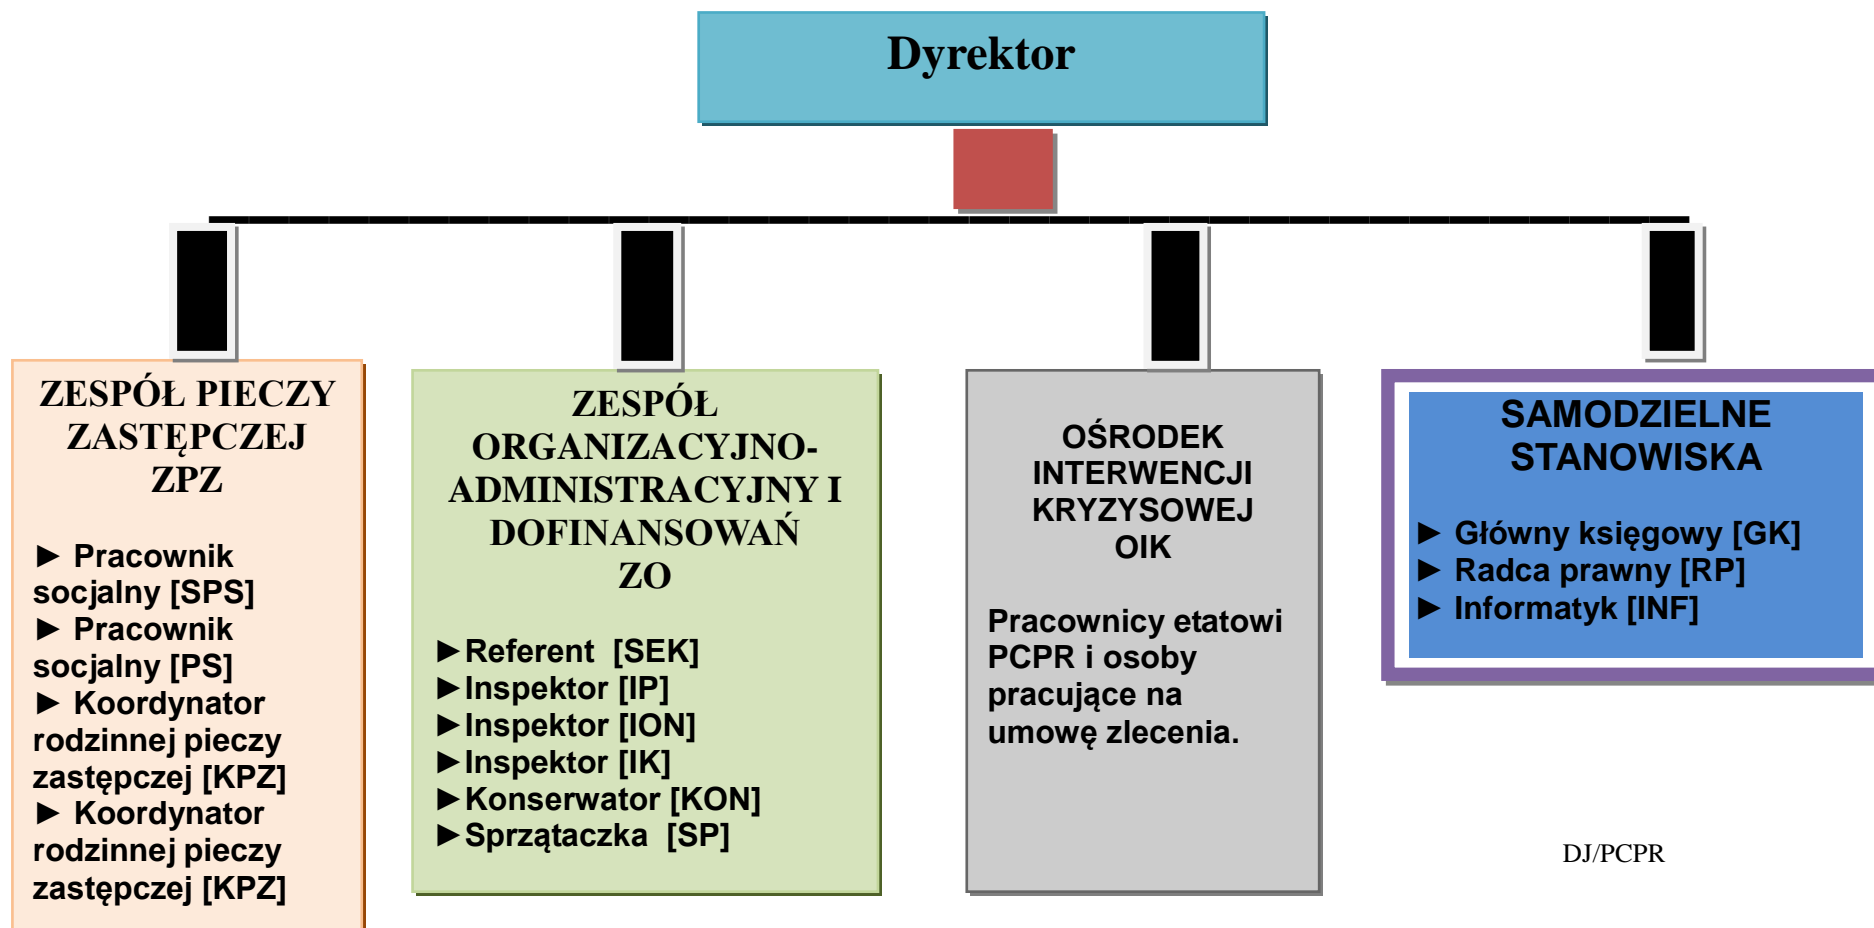 Dyrektor
ZESPÓŁ PIECZY
ZASTĘPCZEJ
ZPZ
► Pracownik
socjalny [SPS]
► Pracownik
socjalny [PS]
► Koordynator
rodzinnej pieczy
zastępczej [KPZ]
► Koordynator
rodzinnej pieczy
zastępczej [KPZ]
ZESPÓŁ
ORGANIZACYJNO-
ADMINISTRACYJNY I
DOFINANSOWAŃ
ZO
►Referent [SEK]
►Inspektor [IP]
►Inspektor [ION]
►Inspektor [IK]
►Konserwator [KON]
►Sprzątaczka [SP]
OŚRODEK
INTERWENCJI
KRYZYSOWEJ
OIK
Pracownicy etatowi
PCPR i osoby
pracujące na
umowę zlecenia.
SAMODZIELNE
STANOWISKA
► Główny księgowy [GK]
► Radca prawny [RP]
► Informatyk [INF]
DJ/PCPR